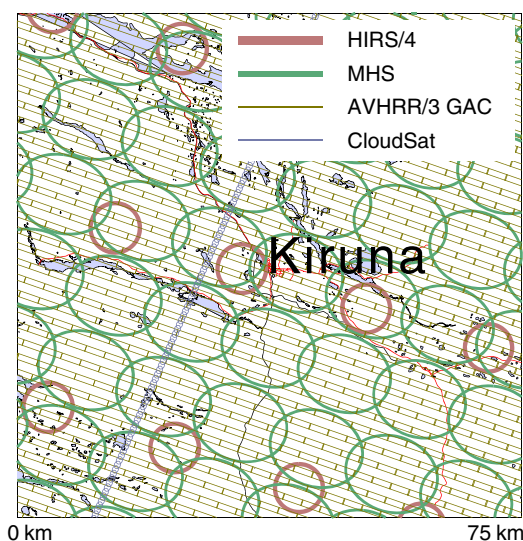 HIRS/4
MHS
AVHRR/3 GAC
CloudSat
Kiruna
0 km 75 km